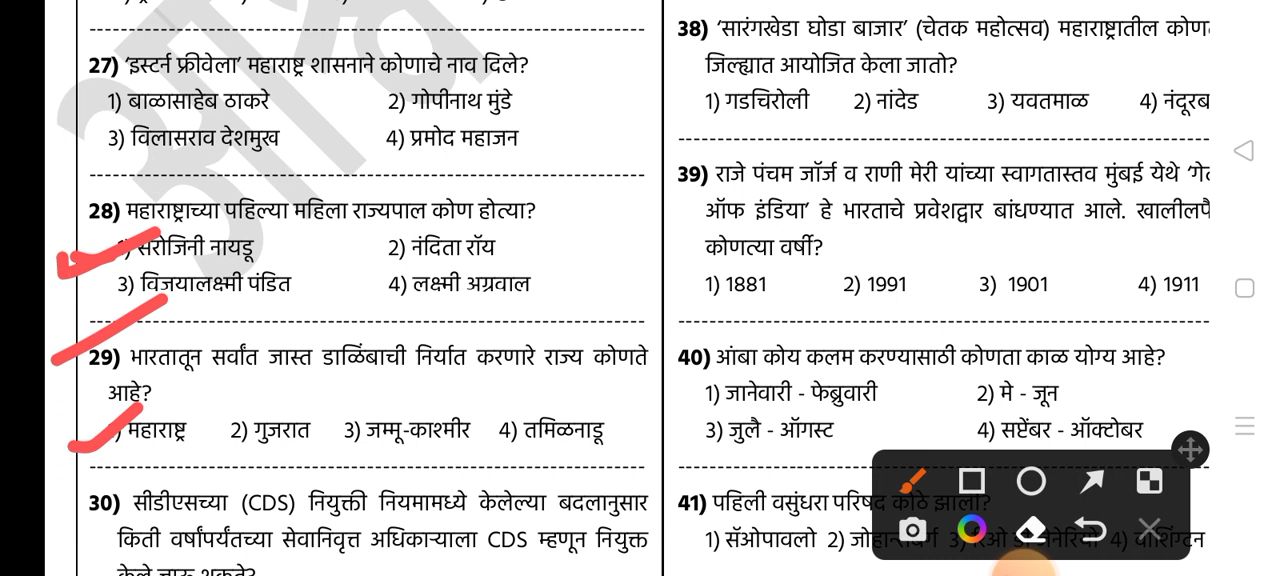 27) 'इस्टर्न फ्रीवेला' महाराष्ट्र शासनाने कोणाचे नाव दिले?
1) बाळासाहेब ठाकरे 2) गोपीनाथ मुंडे
3) विलासराव देशमुख 4) प्रमोद महाजन
28) महाराष्ट्राच्या पहिल्या महिला राज्यपाल कोण होत्या?
1) सरोजिनी नायडू 2) नंदिता रॉय
3) विजयालक्ष्मी पंडित 4) लक्ष्मी अग्रवाल
29) भारतातून सर्वांत जास्त डाळिंबाची निर्यात करणारे राज्य कोणते
आहे?
) महाराष्ट्र 2) गुजरात 3) जम्मू-काश्मीर 4) तमिळनाडू
30) सीडीएसच्या (CDS) नियुक्ती नियमामध्ये केलेल्या बदलानुसार
किती वर्षांपर्यंतच्या सेवानिवृत्त अधिकाऱ्याला CDS म्हणून नियुक्त
38) 'सारंगखेडा घोडा बाजार' (चेतक महोत्सव) महाराष्ट्रातील कोण
जिल्ह्यात आयोजित केला जातो?
1) गडचिरोली 2) नांदेड 3) यवतमाळ 4) नंदूरब
39) राजे पंचम जॉर्ज व राणी मेरी यांच्या स्वागतास्तव मुंबई येथे 'गेट
ऑफ इंडिया' हे भारताचे प्रवेशद्वार बांधण्यात आले. खालीलपै
कोणत्या वर्षी?
1) 1881 2) 1991 3) 1901 4) 1911
40) आंबा कोय कलम करण्यासाठी कोणता काळ योग्य आहे?
1) जानेवारी - फेब्रुवारी 2) मे - जून
3) जुलै - ऑगस्ट 4) सप्टेंबर - ऑक्टोबर
41) पहिली वसुंधरा परिषद कोठे झाली?
1) सॅओपावलो 2) जोहान्सबर्ग 3) रिओ डी जनेरियो 4) वॉशिंग्टन